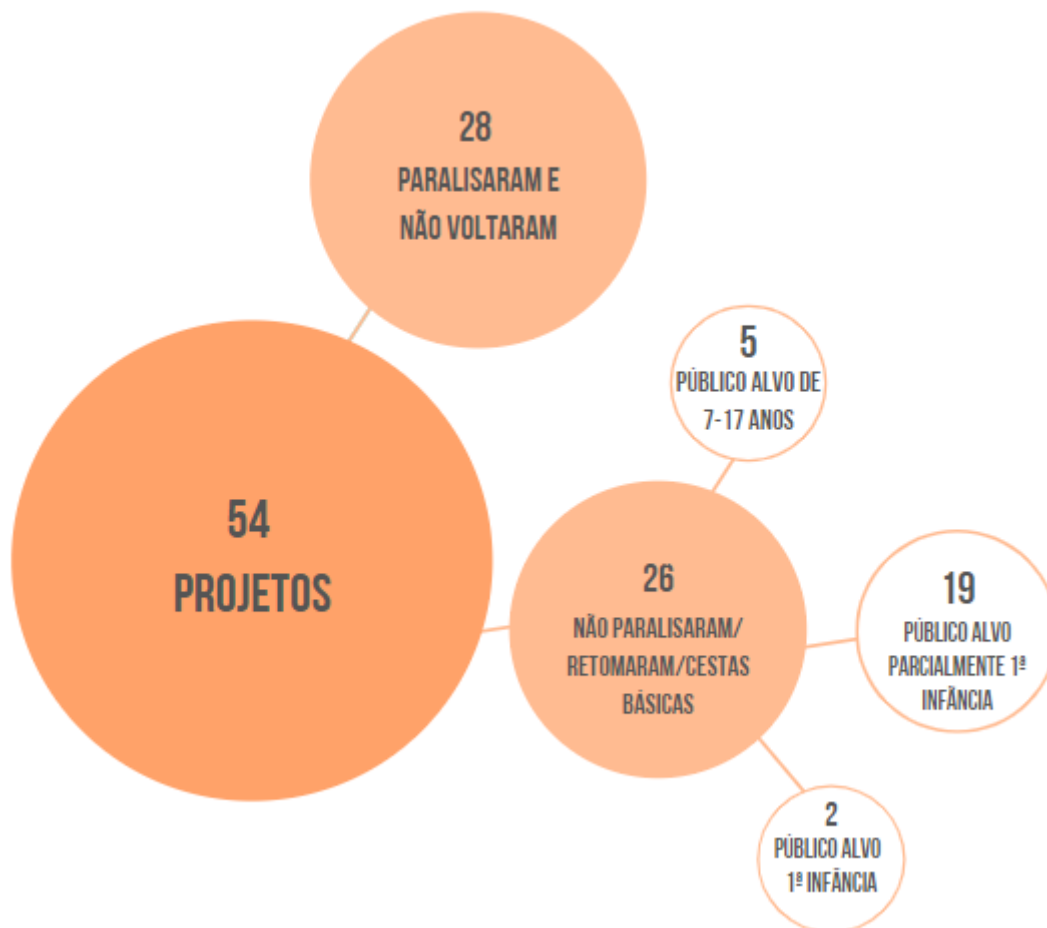 28
PARALISARAM E
NÃO VOLTARAM
5
PÚBLICO ALVO DE
7-17 ANOS
54
PROJETOS
26
NÃO PARALISARAM/
RETOMARAM/CESTAS
BÁSICAS
19
PÚBLICO ALVO
PARCIALMENTE 1ª
INFÂNCIA
2
PÚBLICO ALVO
1ª INFÂNCIA